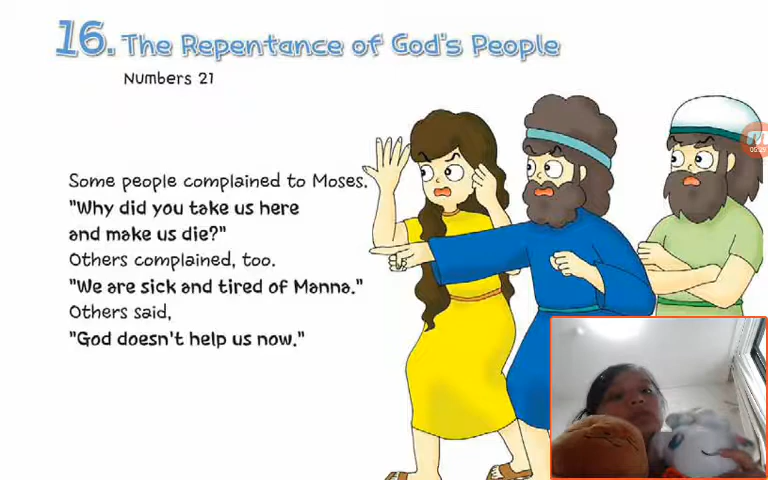 16. The Repentance of God's People
Numbers 21
Some people complained to Moses.
"Why did you take us here
and make us die?"
Others complained, too.
"We are sick and tired of Manna."
Others said,
"God doesn't help us now."